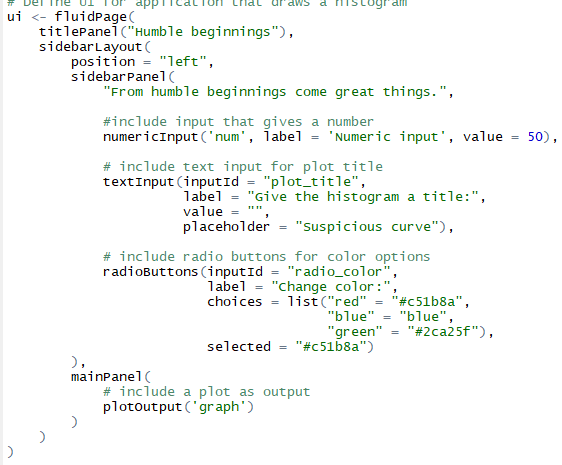 # Define UI for application that draws a histogram
ui <- fluidPage(
    titlePanel("Humble beginnings"),
    sidebarLayout(
        position = "left",
        sidebarPanel(
            "From humble beginnings come great things.",

            #include input that gives a number
            numericInput('num', label = 'Numeric input', value = 50),

            # include text input for plot title
            textInput(inputId = "plot_title",
                      label = "Give the histogram a title:",
                      value = "",
                      placeholder = "Suspicious curve"),

            # include radio buttons for color options
            radioButtons(inputId = "radio_color",
                         label = "Change color:",
                         choices = list("red" = "#c51b8a",
                                        "blue" = "blue",
                                        "green" = "#2ca25f"),
                         selected = "#c51b8a")
        ),
        mainPanel(
            # include a plot as output
            plotOutput('graph')
        )
    )
)